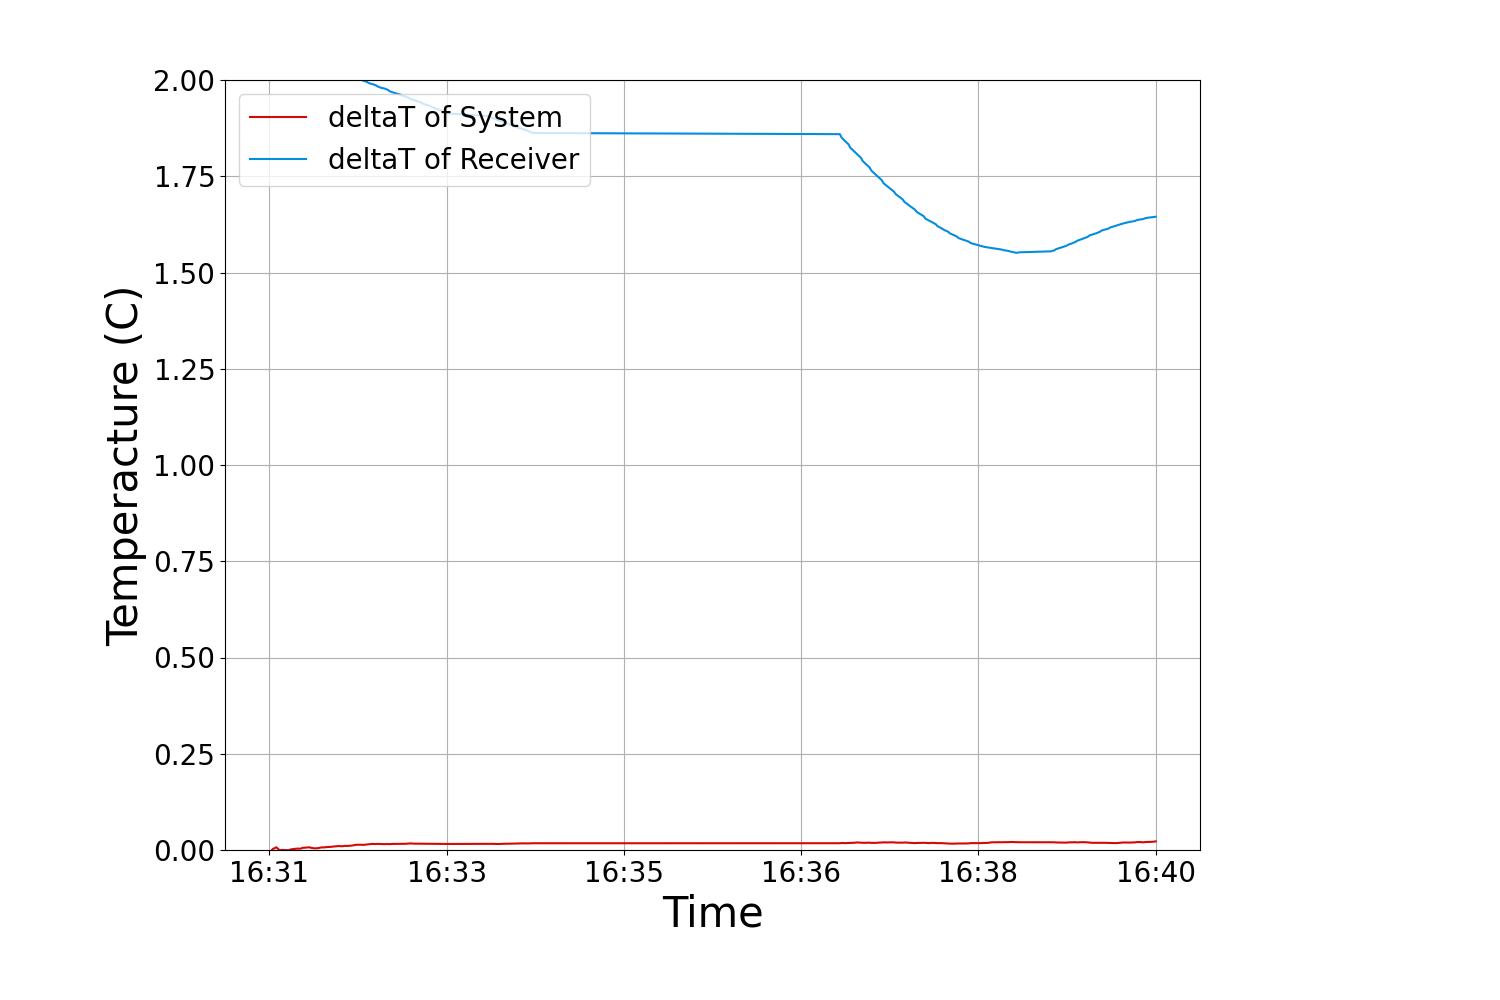 2.00
1.75
1.50
1.25
1.00
0.75
0.50
0.25
0.00
Temperacture (C)
deltaT of System
deltaT of Receiver
16:31 16:33 16:35 16:36 16:38 16:40
Time